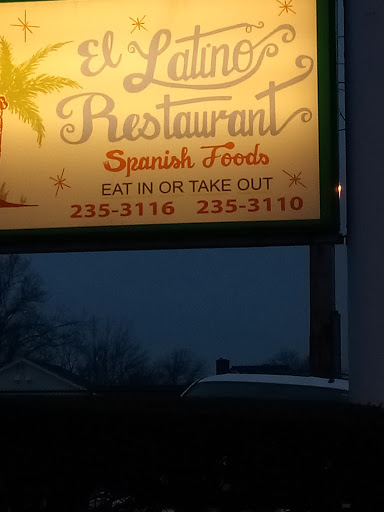 El Latino
Restaurant
Spanish Foods
EAT IN OR TAKE OUT
235-3116 235-3110